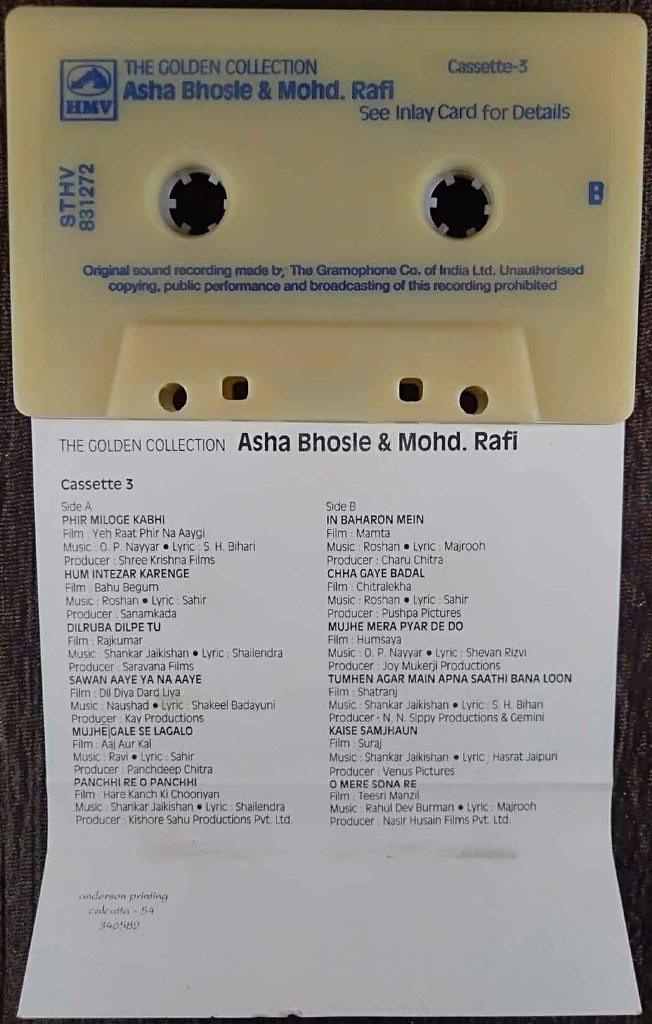 THE GOLDEN COLLECTION
Cassette-3
HMV
Asha Bhosle & Mohd. Rafi
See Inlay Card for Details
STHV
831272
B
Original sound recording made by, The Gramophone Co. of India Ltd. Unauthorised
copying, public performance and broadcasting of this recording prohibited
THE GOLDEN COLLECTION Asha Bhosle & Mohd. Rafi
Cassette 3
Side A
PHIR MILOGE KABHI
Film : Yeh Raat Phir Na Aaygi
Music : O. P. Nayyar ● Lyric : S. H. Bihari
Producer : Shree Krishna Films
HUM INTEZAR KARENGE
Film : Bahu Begum
Music : Roshan ● Lyric : Sahir
Producer : Sanamkada
DILRUBA DILPE TU
Film : Rajkumar
Music : Shankar Jaikishan ● Lyric : Shailendra
Producer : Saravana Films
SAWAN AAYE YA NA AAYE
Film : Dil Diya Dard Liya
Music : Naushad ● Lyric : Shakeel Badayuni
Producer : Kay Productions
MUJHE GALE SE LAGALO
Film : Aaj Aur Kal
Music : Ravi ● Lyric : Sahir
Producer : Panchdeep Chitra
PANCHHI RE O PANCHHI
Film : Hare Kanch Ki Chooriyan
Music : Shankar Jaikishan ● Lyric : Shailendra
Producer : Kishore Sahu Productions Pvt. Ltd.
Side B
IN BAHARON MEIN
Film : Mamta
Music : Roshan ● Lyric : Majrooh
Producer : Charu Chitra
CHHA GAYE BADAL
Film : Chitralekha
Music : Roshan ● Lyric : Sahir
Producer : Pushpa Pictures
MUJHE MERA PYAR DE DO
Film : Humsaya
Music : O. P. Nayyar ● Lyric : Shevan Rizvi
Producer : Joy Mukerji Productions
TUMHEN AGAR MAIN APNA SAATHI BANA LOON
Film : Shatranj
Music : Shankar Jaikishan ● Lyric : S. H. Bihari
Producer : N. N. Sippy Productions & Gemini
KAISE SAMJHAUN
Film : Suraj
Music : Shankar Jaikishan ● Lyric : Hasrat Jaipuri
Producer : Venus Pictures
O MERE SONA RE
Film : Teesri Manzil
Music : Rahul Dev Burman ● Lyric : Majrooh
Producer : Nasir Husain Films Pvt. Ltd.
anderson printing
calcutta - 54
346582